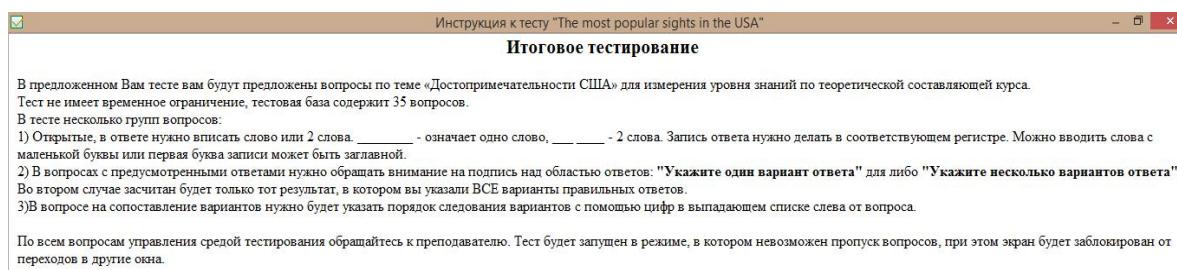 Инструкция к тесту "The most popular sights in the USA"
Итоговое тестирование
В предложенном Вам тесте вам будут предложены вопросы по теме «Достопримечательности США» для измерения уровня знаний по теоретической составляющей курса.
Тест не имеет временное ограничение, тестовая база содержит 35 вопросов.
В тесте несколько групп вопросов:
1) Открытые, в ответе нужно вписать слово или 2 слова. ________ - означает одно слово, ___ ____ - 2 слова. Запись ответа нужно делать в соответствующем регистре. Можно вводить слова с
маленькой буквы или первая буква записи может быть заглавной.
2) В вопросах с предусмотренными ответами нужно обращать внимание на подпись над областью ответов: "Укажите один вариант ответа" для либо "Укажите несколько вариантов ответа"
Во втором случае засчитан будет только тот результат, в котором вы указали ВСЕ варианты правильных ответов.
3)В вопросе на сопоставление вариантов нужно будет указать порядок следования вариантов с помощью цифр в выпадающем списке слева от вопроса.
По всем вопросам управления средой тестирования обращайтесь к преподавателю. Тест будет запущен в режиме, в котором невозможен пропуск вопросов, при этом экран будет заблокирован от
переходов в другие окна.